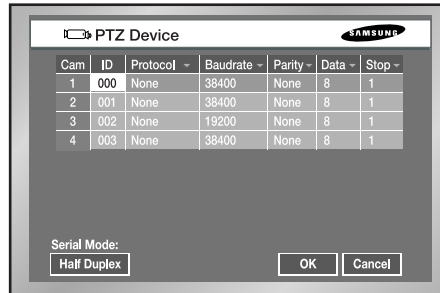 PTZ Device
SAMSUNG
Cam ID Protocol Baudrate Parity Data Stop
1 000 None 38400 None 8 1
2 001 None 38400 None 8 1
3 002 None 19200 None 8 1
4 003 None 38400 None 8 1
Serial Mode:
Half Duplex
OK
Cancel